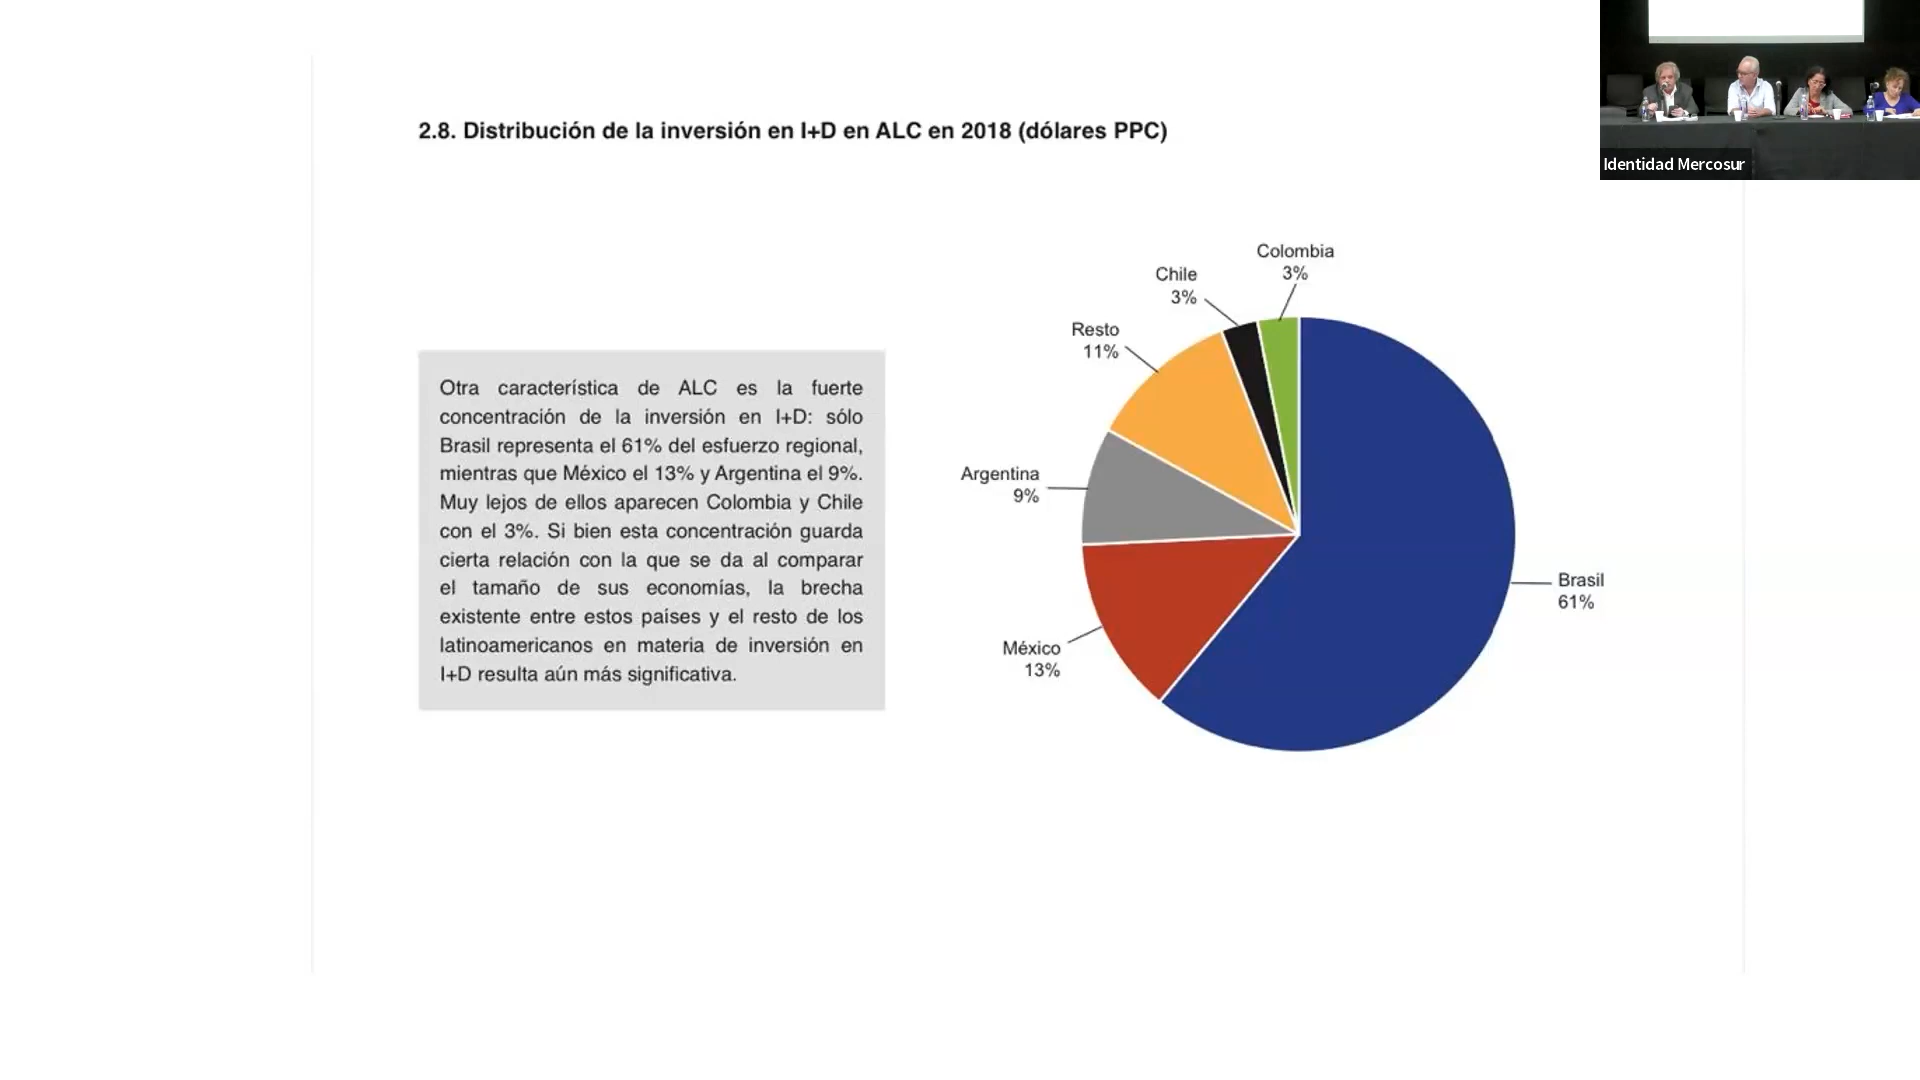 2.8. Distribución de la inversión en I+D en ALC en 2018 (dólares PPC)
Identidad Mercosur
Otra característica de ALC es la fuerte
concentración de la inversión en I+D: sólo
Brasil representa el 61% del esfuerzo regional,
mientras que México el 13% y Argentina el 9%.
Muy lejos de ellos aparecen Colombia y Chile
con el 3%. Si bien esta concentración guarda
cierta relación con la que se da al comparar
el tamaño de sus economías, la brecha
existente entre estos países y el resto de los
latinoamericanos en materia de inversión en
I+D resulta aún más significativa.
Colombia
3%
Chile
3%
Resto
11%
Argentina
9%
México
13%
Brasil
61%